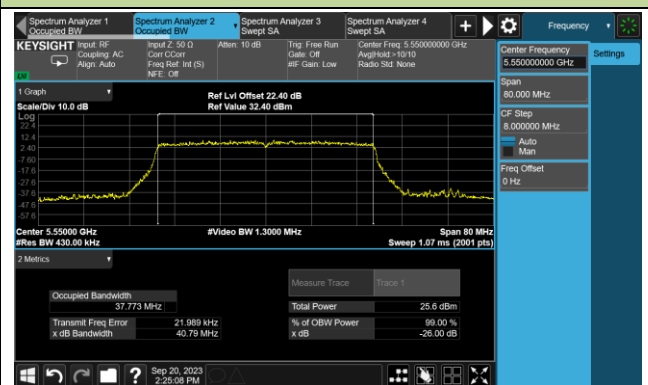 Spectrum Analyzer 1
Occupied BW
Spectrum Analyzer 2
Occupied BW
Spectrum Analyzer 3
Swept SA
Spectrum Analyzer 4
Swept SA
Frequency
KEYSIGHT
Input: RF
Coupling: AC
Align: Auto
Input Z: 50 Ω
Corr CCorr
Freq Ref: Int (S)
NFE: Off
Atten: 10 dB
Trig: Free Run
Gate: Off
#IF Gain: Low
Center Freq: 5.550000000 GHz
Avg|Hold:>10/10
Radio Std: None
Center Frequency
5.550000000 GHz
Settings
Span
80.000 MHz
CF Step
8.000000 MHz
Auto
Man
Freq Offset
0 Hz
1 Graph
Scale/Div 10.0 dB
Ref Lvl Offset 22.40 dB
Ref Value 32.40 dBm
Log
22.4
12.4
2.40
-7.60
-17.6
-27.6
-37.6
-47.6
-57.6
Center 5.55000 GHz
#Video BW 1.3000 MHz
Span 80 MHz
#Res BW 430.00 kHz
Sweep 1.07 ms (2001 pts)
2 Metrics
Measure Trace
Trace 1
Occupied Bandwidth
37.773 MHz
Total Power
25.6 dBm
Transmit Freq Error
21.989 kHz
% of OBW Power
99.00 %
x dB Bandwidth
40.79 MHz
x dB
-26.00 dB
?
Sep 20, 2023
2:25:08 PM